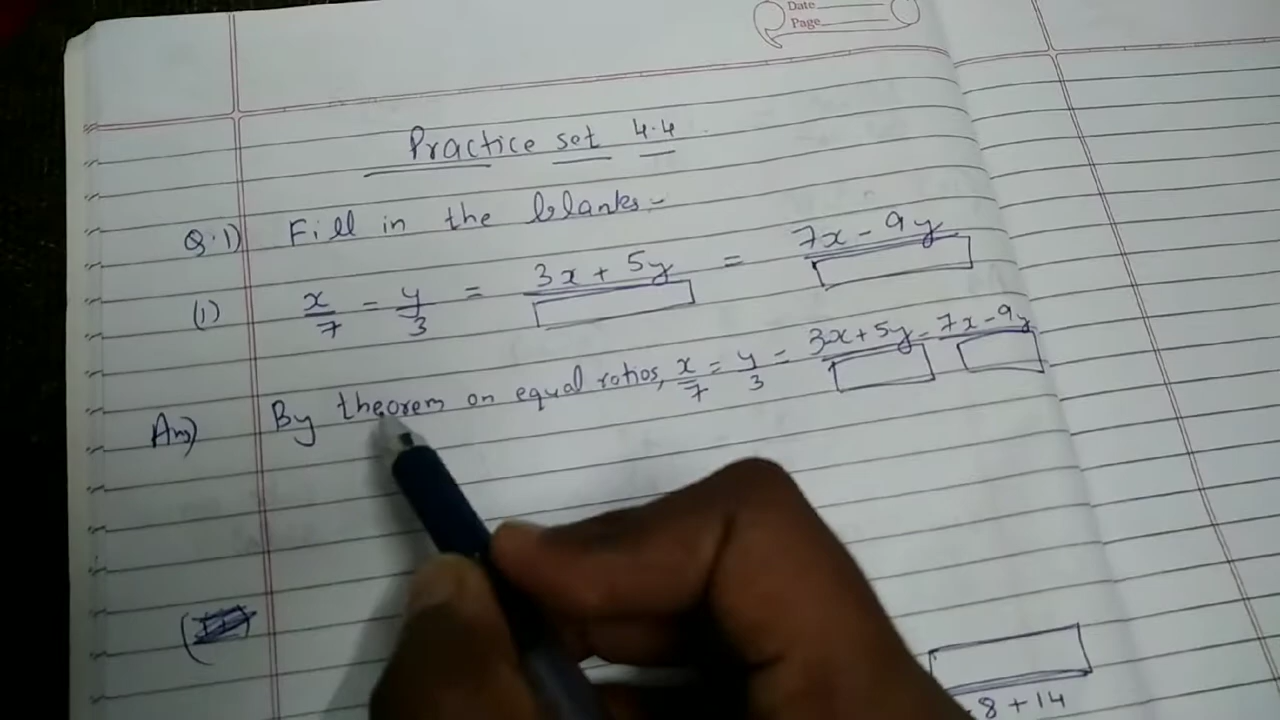 Date
Page
Practice set 4.4
Q.1) Fill in the blanks-
(1) x/7 = y/3 = 3x + 5y/☐ = 7x - 9y/☐
Ans) By theorem on equal ratios, x/7 = y/3 = 3x+5y/☐ = 7x-9y/☐
8 + 14